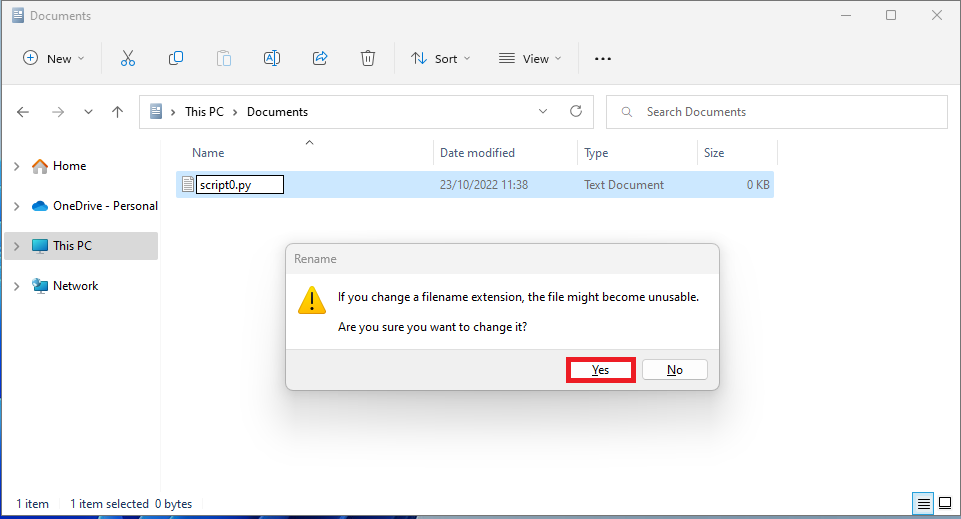 Documents
New
Sort
View
This PC
Documents
Search Documents
Name
Date modified
Type
Size
Home
script0.py
23/10/2022 11:38
Text Document
0 KB
OneDrive - Personal
This PC
Network
Rename
If you change a filename extension, the file might become unusable.
Are you sure you want to change it?
Yes
No
1 item
1 item selected
0 bytes